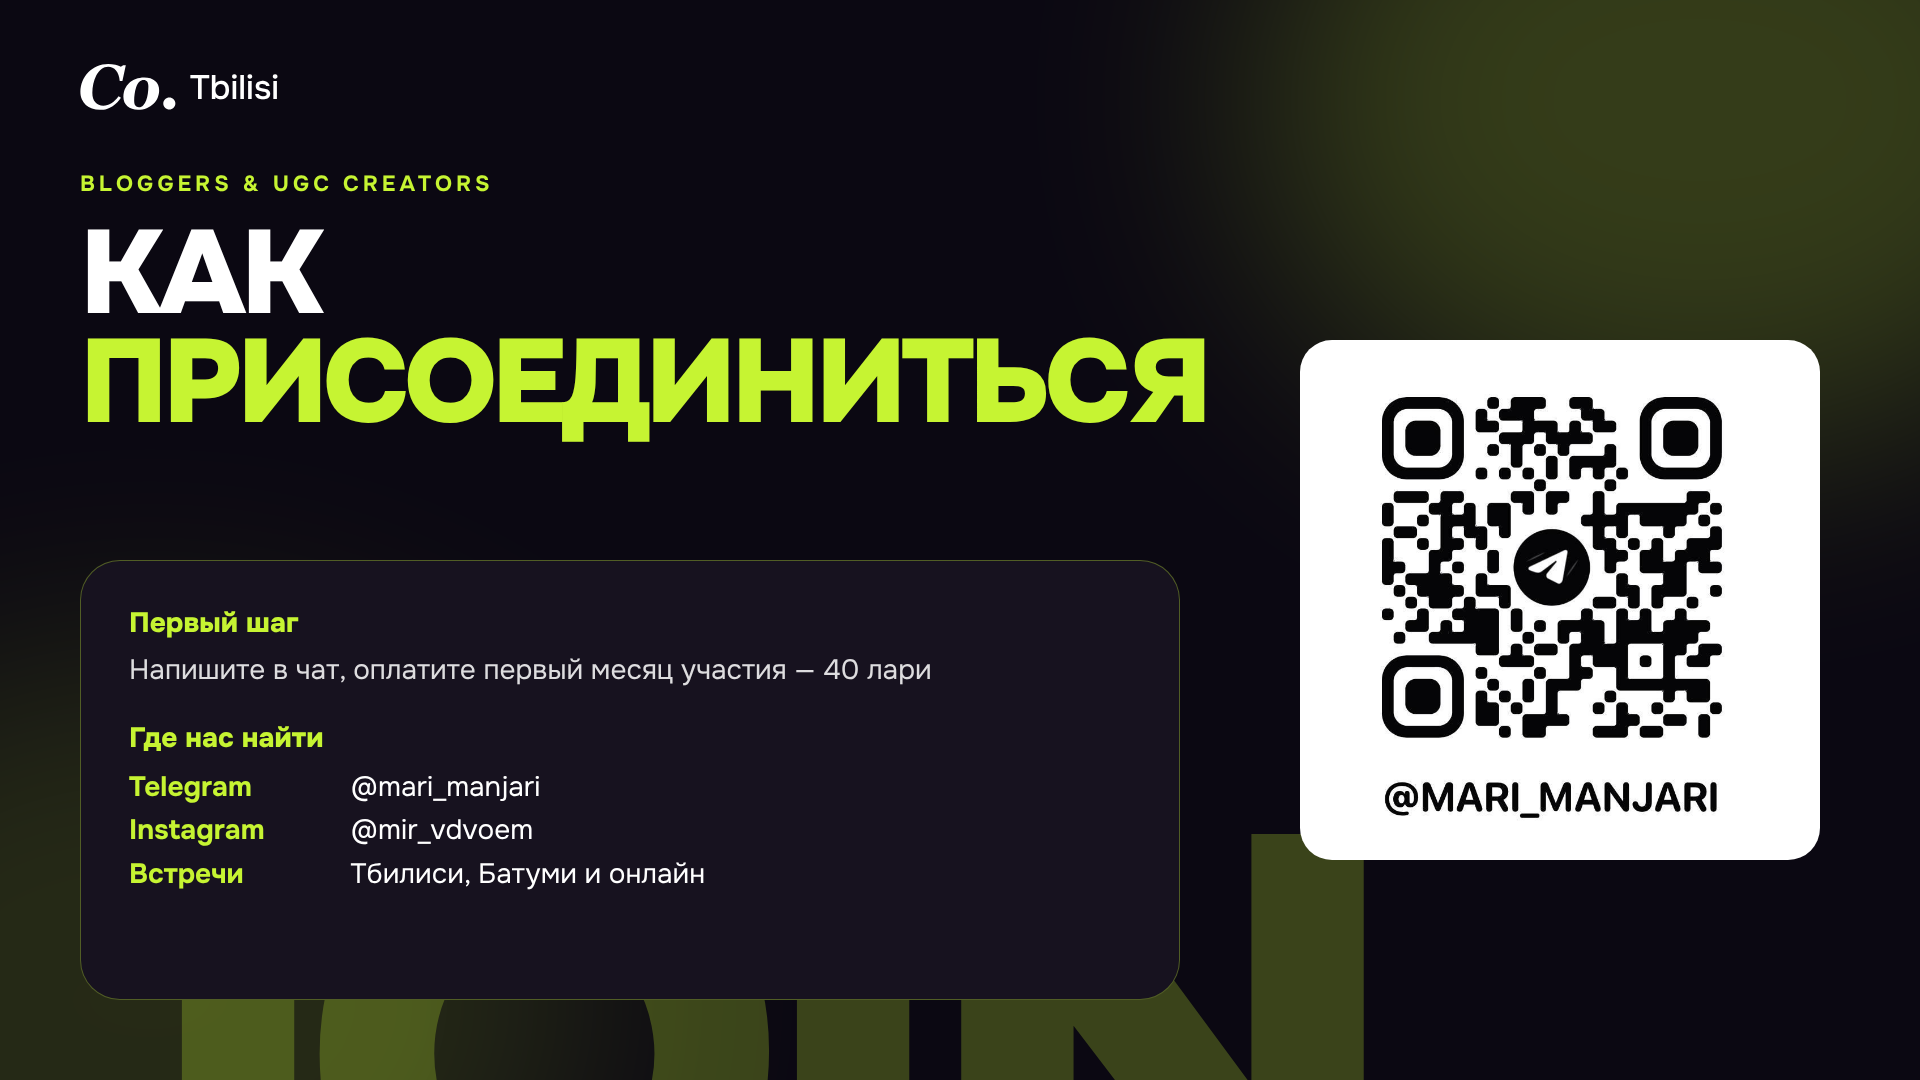 Co. Tbilisi
BLOGGERS & UGC CREATORS
КАК
ПРИСОЕДИНИТЬСЯ
Первый шаг
Напишите в чат, оплатите первый месяц участия — 40 лари
Где нас найти
Telegram @mari_manjari
Instagram @mir_vdvoem
Встречи Тбилиси, Батуми и онлайн
@MARI_MANJARI
JOIN